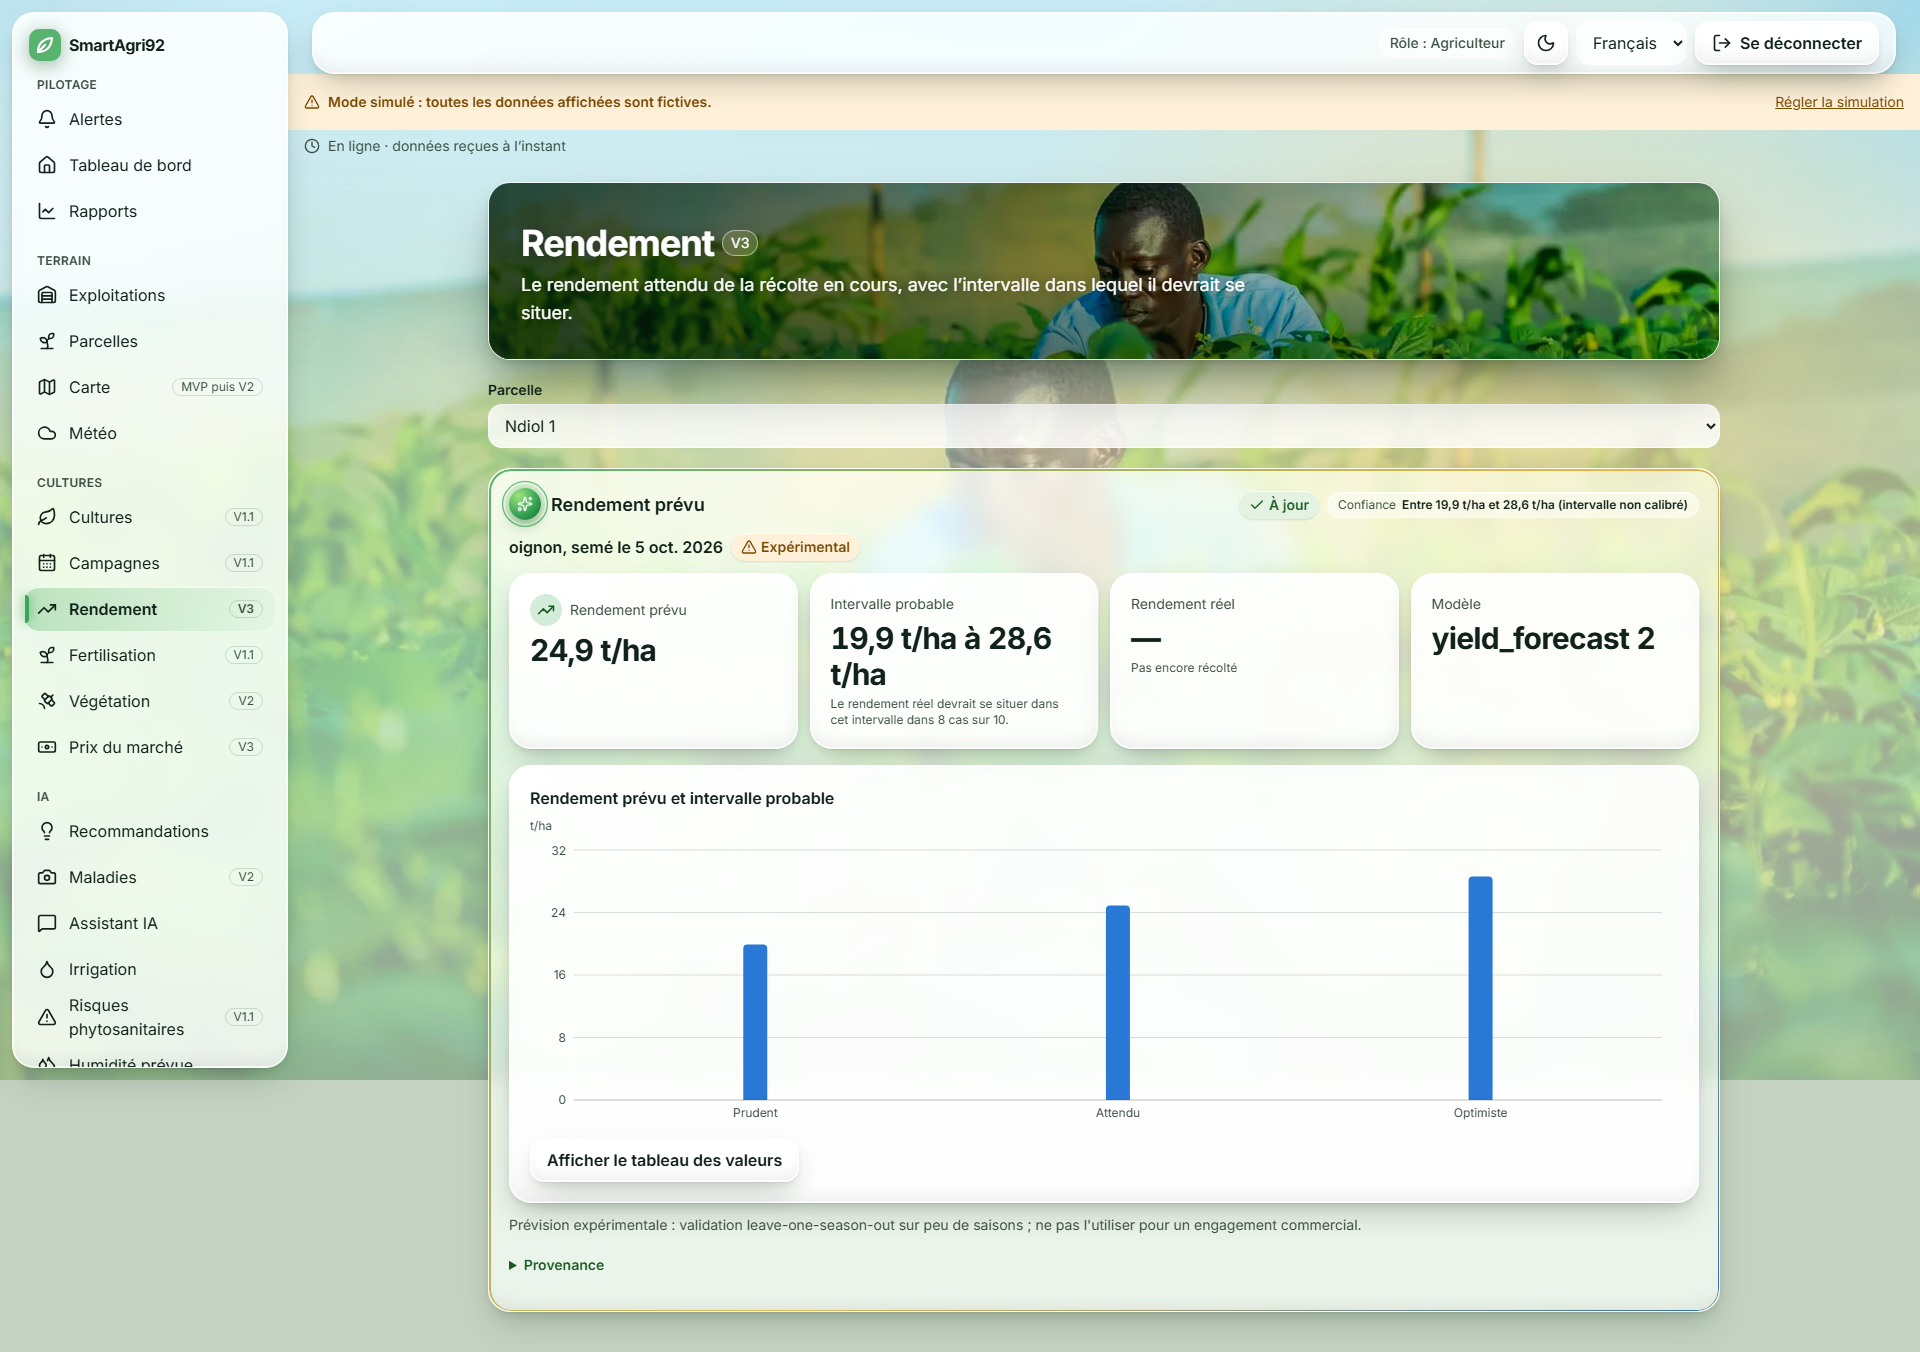 SmartAgri92
PILOTAGE
Alertes
Tableau de bord
Rapports
TERRAIN
Exploitations
Parcelles
Carte MVP puis V2
Météo
CULTURES
Cultures V1.1
Campagnes V1.1
Rendement V3
Fertilisation V1.1
Végétation V2
Prix du marché V3
IA
Recommandations
Maladies V2
Assistant IA
Irrigation
Risques
phytosanitaires V1.1
Humidité prévue
Rôle : Agriculteur Français Se déconnecter
Mode simulé : toutes les données affichées sont fictives. Régler la simulation
En ligne · données reçues à l’instant
Rendement V3
Le rendement attendu de la récolte en cours, avec l’intervalle dans lequel il devrait se
situer.
Parcelle
Ndiol 1
Rendement prévu À jour Confiance Entre 19,9 t/ha et 28,6 t/ha (intervalle non calibré)
oignon, semé le 5 oct. 2026 Expérimental
Rendement prévu
24,9 t/ha
Intervalle probable
19,9 t/ha à 28,6
t/ha
Le rendement réel devrait se situer dans
cet intervalle dans 8 cas sur 10.
Rendement réel
—
Pas encore récolté
Modèle
yield_forecast 2
Rendement prévu et intervalle probable
t/ha
32
24
16
8
0
Prudent Attendu Optimiste
Afficher le tableau des valeurs
Prévision expérimentale : validation leave-one-season-out sur peu de saisons ; ne pas l'utiliser pour un engagement commercial.
Provenance